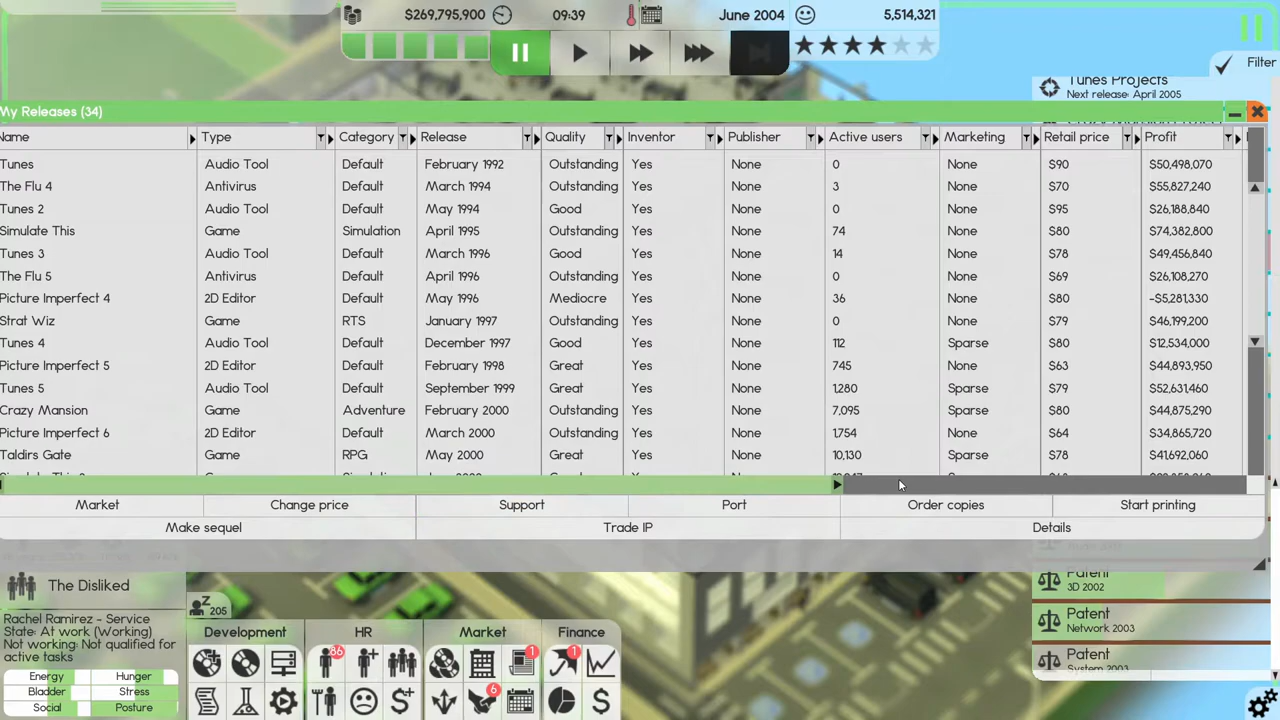 $269,795,900 09:39 June 2004 5,514,321
Filter
Tunes Projects
Next release: April 2005
My Releases (34)
Name Type Category Release Quality Inventor Publisher Active users Marketing Retail price Profit
Tunes Audio Tool Default February 1992 Outstanding Yes None 0 None $90 $50,498,070
The Flu 4 Antivirus Default March 1994 Outstanding Yes None 3 None $70 $55,827,240
Tunes 2 Audio Tool Default May 1994 Good Yes None 0 None $95 $26,188,840
Simulate This Game Simulation April 1995 Outstanding Yes None 74 None $80 $74,382,800
Tunes 3 Audio Tool Default March 1996 Good Yes None 14 None $78 $49,456,840
The Flu 5 Antivirus Default April 1996 Outstanding Yes None 0 None $69 $26,108,270
Picture Imperfect 4 2D Editor Default May 1996 Mediocre Yes None 36 None $80 -$5,281,330
Strat Wiz Game RTS January 1997 Outstanding Yes None 0 None $79 $46,199,200
Tunes 4 Audio Tool Default December 1997 Good Yes None 112 Sparse $80 $12,534,000
Picture Imperfect 5 2D Editor Default February 1998 Great Yes None 745 None $63 $44,893,950
Tunes 5 Audio Tool Default September 1999 Great Yes None 1,280 Sparse $79 $52,631,460
Crazy Mansion Game Adventure February 2000 Outstanding Yes None 7,095 Sparse $80 $44,875,290
Picture Imperfect 6 2D Editor Default March 2000 Outstanding Yes None 1,754 None $64 $34,865,720
Taldirs Gate Game RPG May 2000 Great Yes None 10,130 Sparse $78 $41,692,060
Market Change price Support Port Order copies Start printing
Make sequel Trade IP Details
The Disliked
Rachel Ramirez - Service
State: At work (Working)
Not working: Not qualified for
active tasks
Energy Hunger
Bladder Stress
Social Posture
Z 205
Development HR Market Finance
86 1 1
6
Patent
3D 2002
Patent
Network 2003
Patent
System 2003